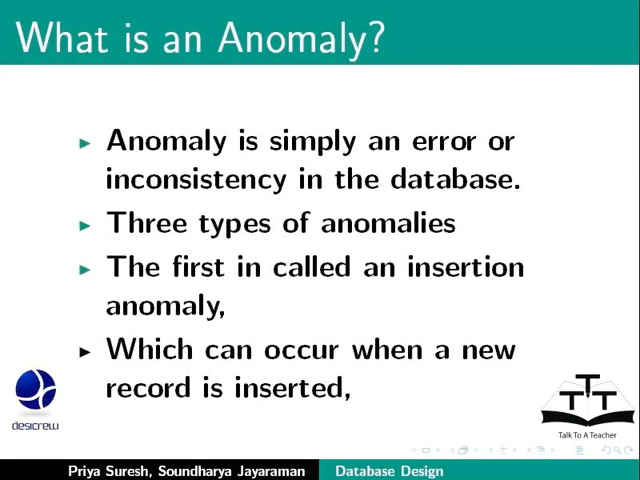 What is an Anomaly?
Anomaly is simply an error or
inconsistency in the database.
Three types of anomalies
The first in called an insertion
anomaly,
Which can occur when a new
record is inserted,
desicrew
TTT
Talk To A Teacher
Priya Suresh, Soundharya Jayaraman Database Design